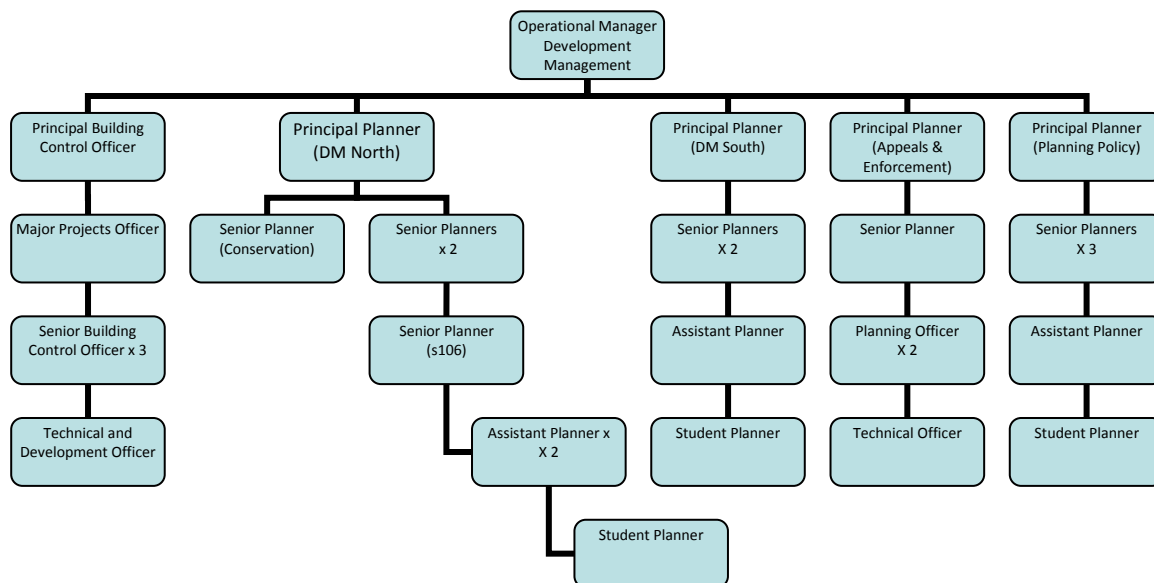 Operational Manager
Development
Management
Principal Building
Control Officer
Principal Planner
(DM North)
Principal Planner
(DM South)
Principal Planner
(Appeals &
Enforcement)
Principal Planner
(Planning Policy)
Major Projects Officer
Senior Planner
(Conservation)
Senior Planners
x 2
Senior Planners
X 2
Senior Planner
Senior Planners
X 3
Senior Building
Control Officer x 3
Senior Planner
(s106)
Assistant Planner
Planning Officer
X 2
Assistant Planner
Technical and
Development Officer
Assistant Planner x
X 2
Student Planner
Technical Officer
Student Planner
Student Planner